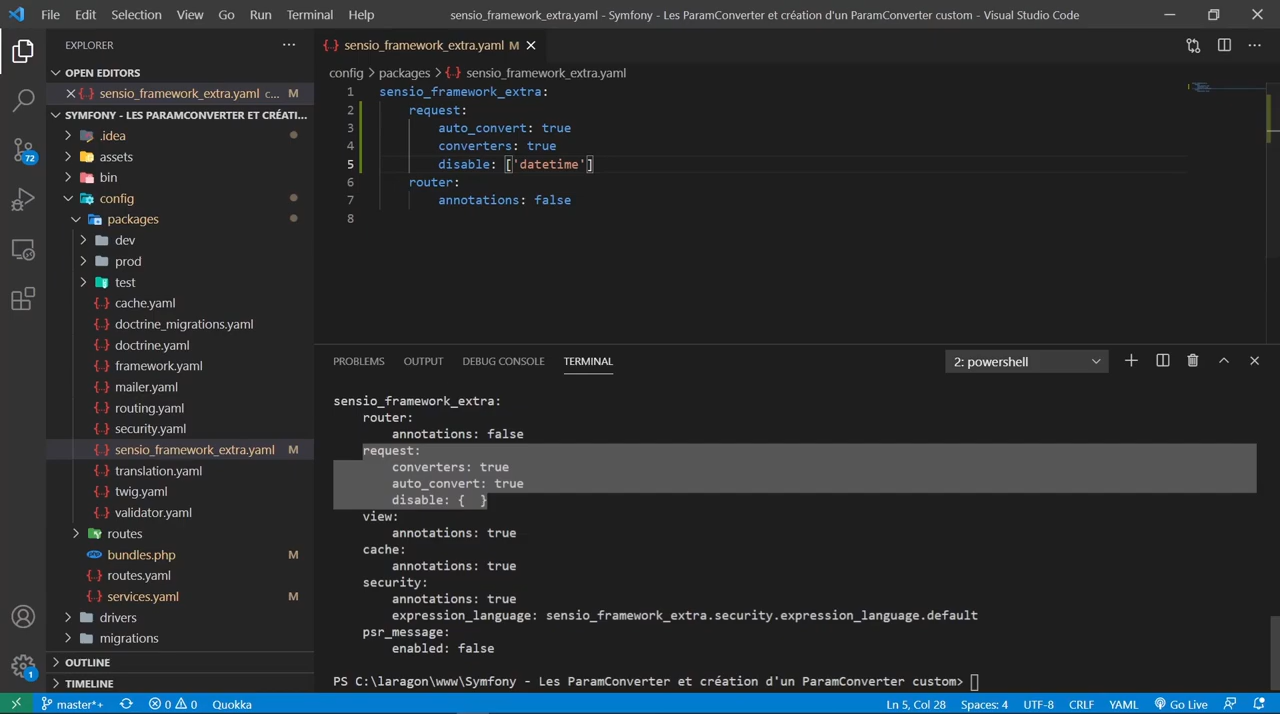 File Edit Selection View Go Run Terminal Help
sensio_framework_extra.yaml - Symfony - Les ParamConverter et création d'un ParamConverter custom - Visual Studio Code
EXPLORER
OPEN EDITORS
sensio_framework_extra.yaml c... M
SYMFONY - LES PARAMCONVERTER ET CRÉATI...
.idea
assets
bin
config
packages
dev
prod
test
cache.yaml
doctrine_migrations.yaml
doctrine.yaml
framework.yaml
mailer.yaml
routing.yaml
security.yaml
sensio_framework_extra.yaml M
translation.yaml
twig.yaml
validator.yaml
routes
bundles.php M
routes.yaml
services.yaml M
drivers
migrations
OUTLINE
TIMELINE
72
1
sensio_framework_extra.yaml M
config > packages > sensio_framework_extra.yaml
1 sensio_framework_extra:
2 request:
3 auto_convert: true
4 converters: true
5 disable: ['datetime']
6 router:
7 annotations: false
8
PROBLEMS OUTPUT DEBUG CONSOLE TERMINAL
2: powershell
sensio_framework_extra:
router:
annotations: false
request:
converters: true
auto_convert: true
disable: { }
view:
annotations: true
cache:
annotations: true
security:
annotations: true
expression_language: sensio_framework_extra.security.expression_language.default
psr_message:
enabled: false
PS C:\laragon\www\Symfony - Les ParamConverter et création d'un ParamConverter custom>
master*+ 0 0 Quokka
Ln 5, Col 28 Spaces: 4 UTF-8 CRLF YAML Go Live